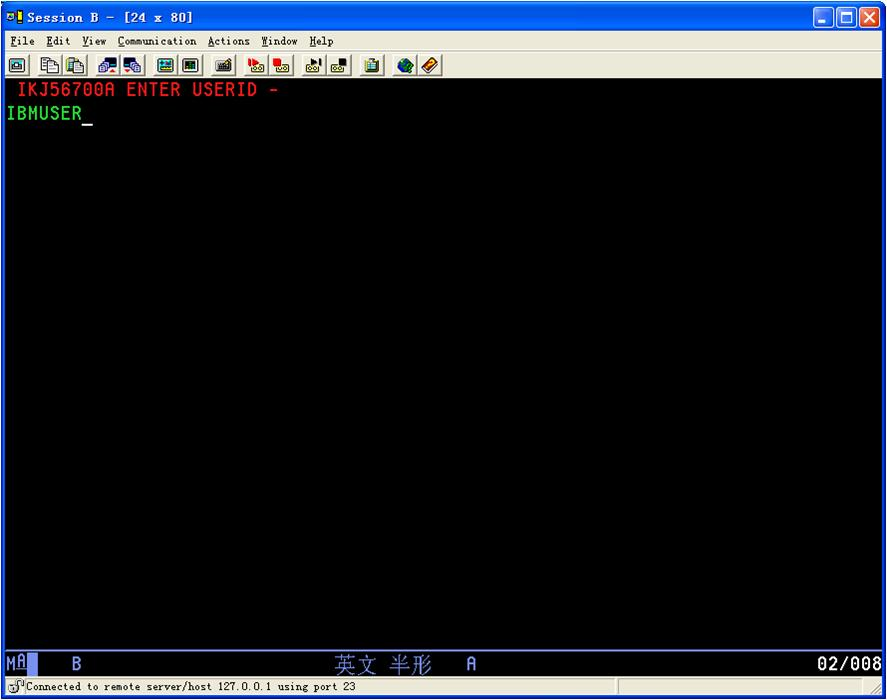 Session B - [24 x 80]
File Edit View Communication Actions Window Help
IKJ56700A ENTER USERID -
IBMUSER_
MA B 英文 半形 A 02/008
Connected to remote server/host 127.0.0.1 using port 23